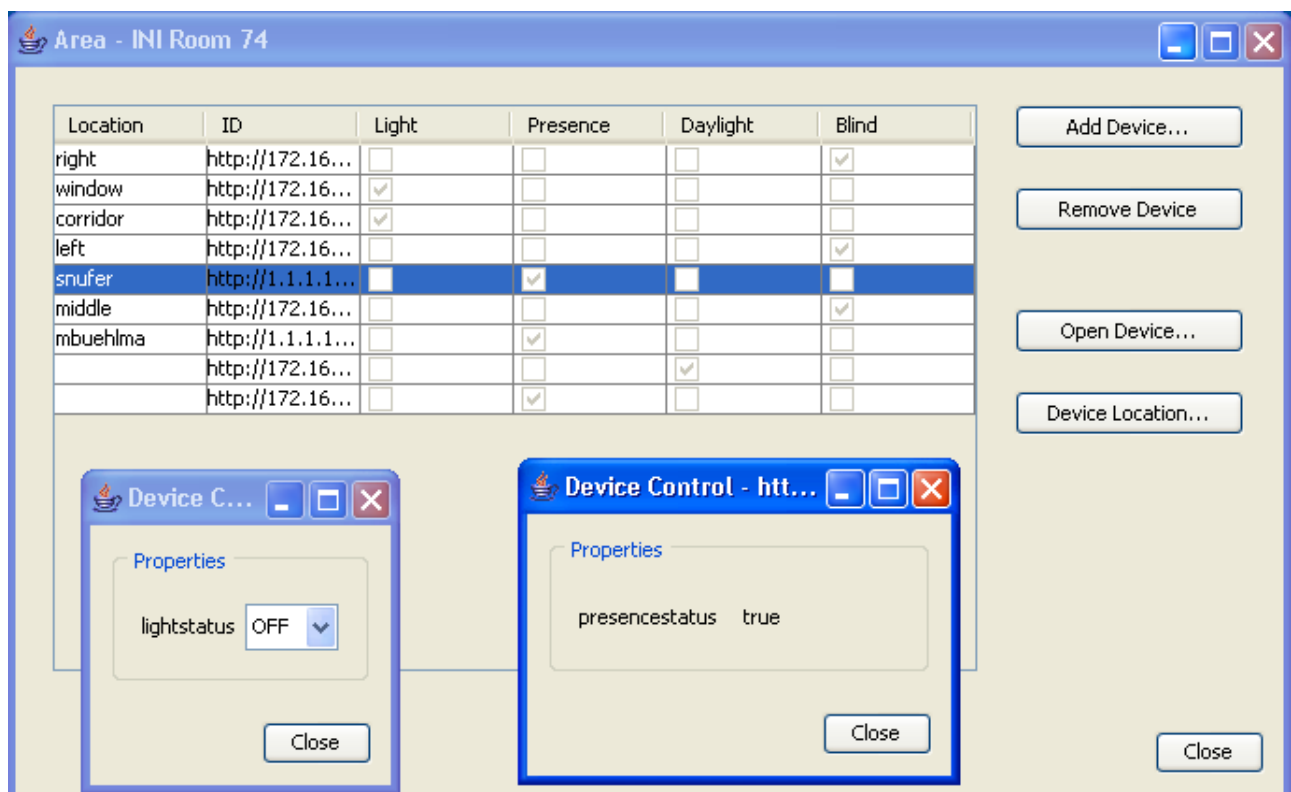 Area - INI Room 74
Location ID Light Presence Daylight Blind
Add Device...
right http://172.16...
window http://172.16...
Remove Device
corridor http://172.16...
left http://172.16...
snufer http://1.1.1.1...
middle http://172.16...
Open Device...
mbuehlma http://1.1.1.1...
http://172.16...
http://172.16...
Device Location...
Device C...
Properties
lightstatus OFF
Close
Device Control - htt...
Properties
presencestatus true
Close
Close